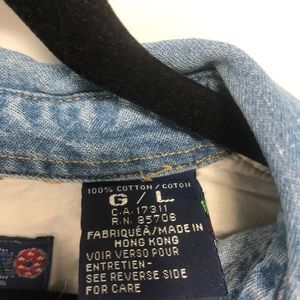 100% COTTON / COTON
G / L
C.A. 17311
R.N. 85708
FABRIQUÉ À/ MADE IN
HONG KONG
VOIR VERSO POUR
ENTRETIEN-
SEE REVERSE SIDE
FOR CARE